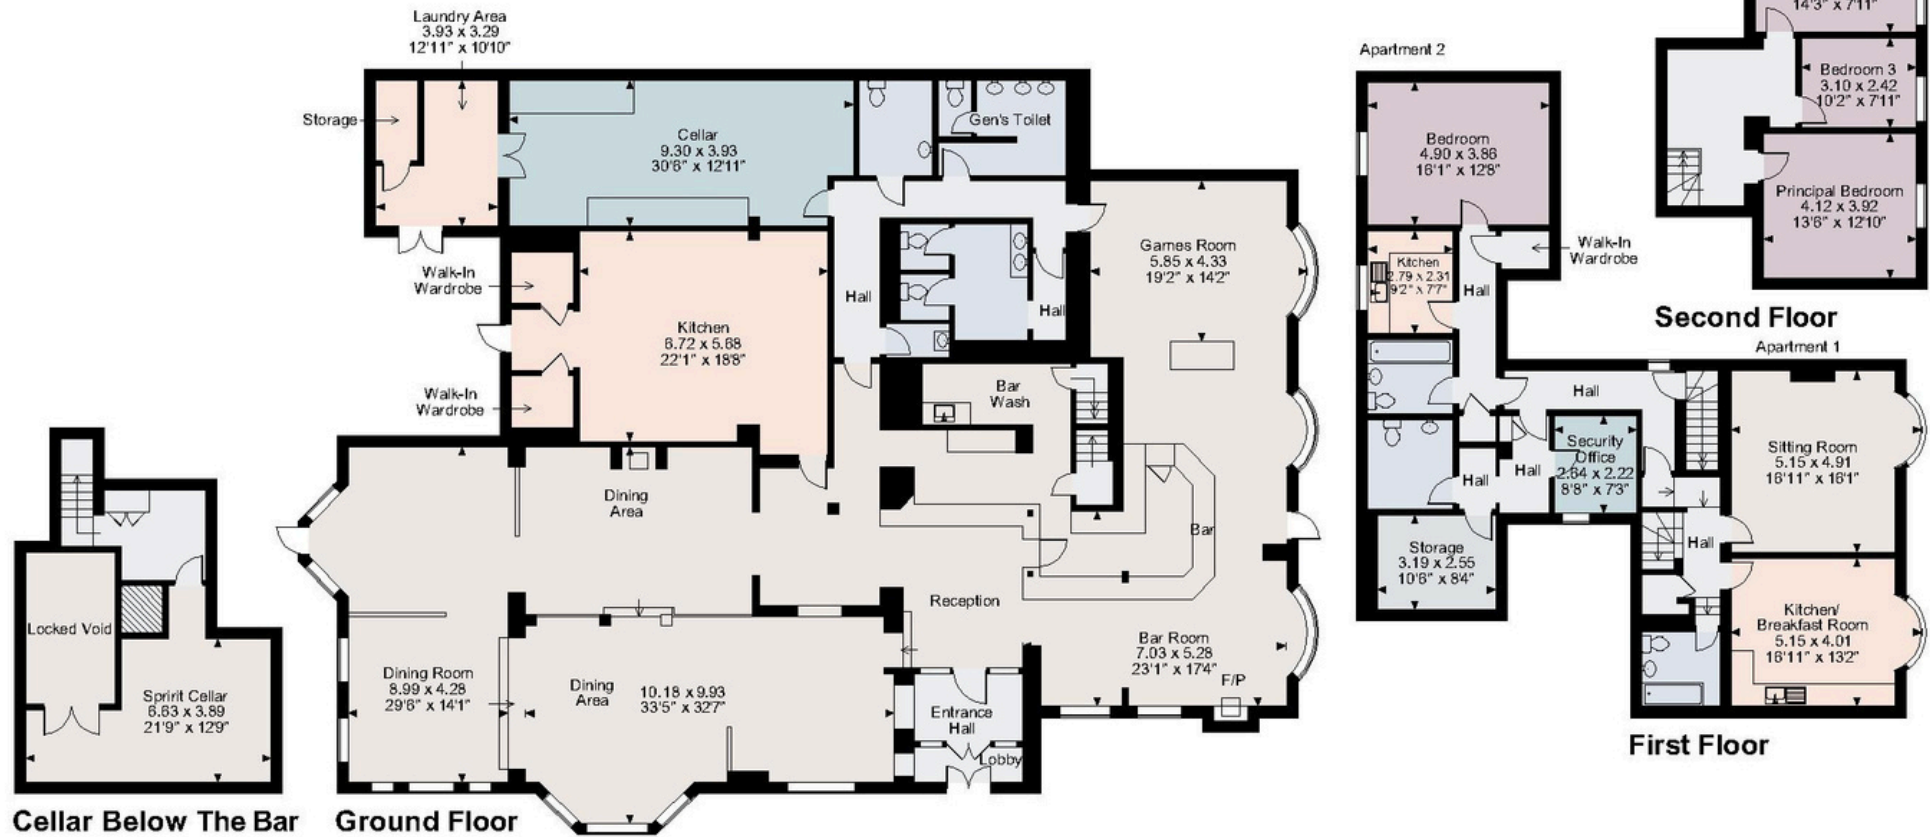 Laundry Area
3.93 x 3.29
12'11" x 10'10"
Storage
Cellar
9.30 x 3.93
30'6" x 12'11"
Gen's Toilet
Walk-In
Wardrobe
Kitchen
6.72 x 5.68
22'1" x 18'8"
Walk-In
Wardrobe
Hall
Hall
Games Room
5.85 x 4.33
19'2" x 14'2"
Bar
Wash
Dining
Area
Bar
Reception
Bar Room
7.03 x 5.28
23'1" x 17'4"
F/P
Dining Room
8.99 x 4.28
29'6" x 14'1"
Dining
Area
10.18 x 9.93
33'5" x 32'7"
Entrance
Hall
Lobby
Ground Floor
Locked Void
Spririt Cellar
6.63 x 3.89
21'9" x 12'9"
Cellar Below The Bar
Apartment 2
Bedroom
4.90 x 3.86
16'1" x 12'8"
Kitchen
2.79 x 2.31
9'2" x 7'7"
Hall
Walk-In
Wardrobe
Hall
Security
Office
2.64 x 2.22
8'8" x 7'3"
Hall
Hall
Storage
3.19 x 2.55
10'6" x 8'4"
Apartment 1
Sitting Room
5.15 x 4.91
16'11" x 16'1"
Hall
Kitchen/
Breakfast Room
5.15 x 4.01
16'11" x 13'2"
First Floor
14'3" x 7'11"
Bedroom 3
3.10 x 2.42
10'2" x 7'11"
Principal Bedroom
4.12 x 3.92
13'6" x 12'10"
Second Floor